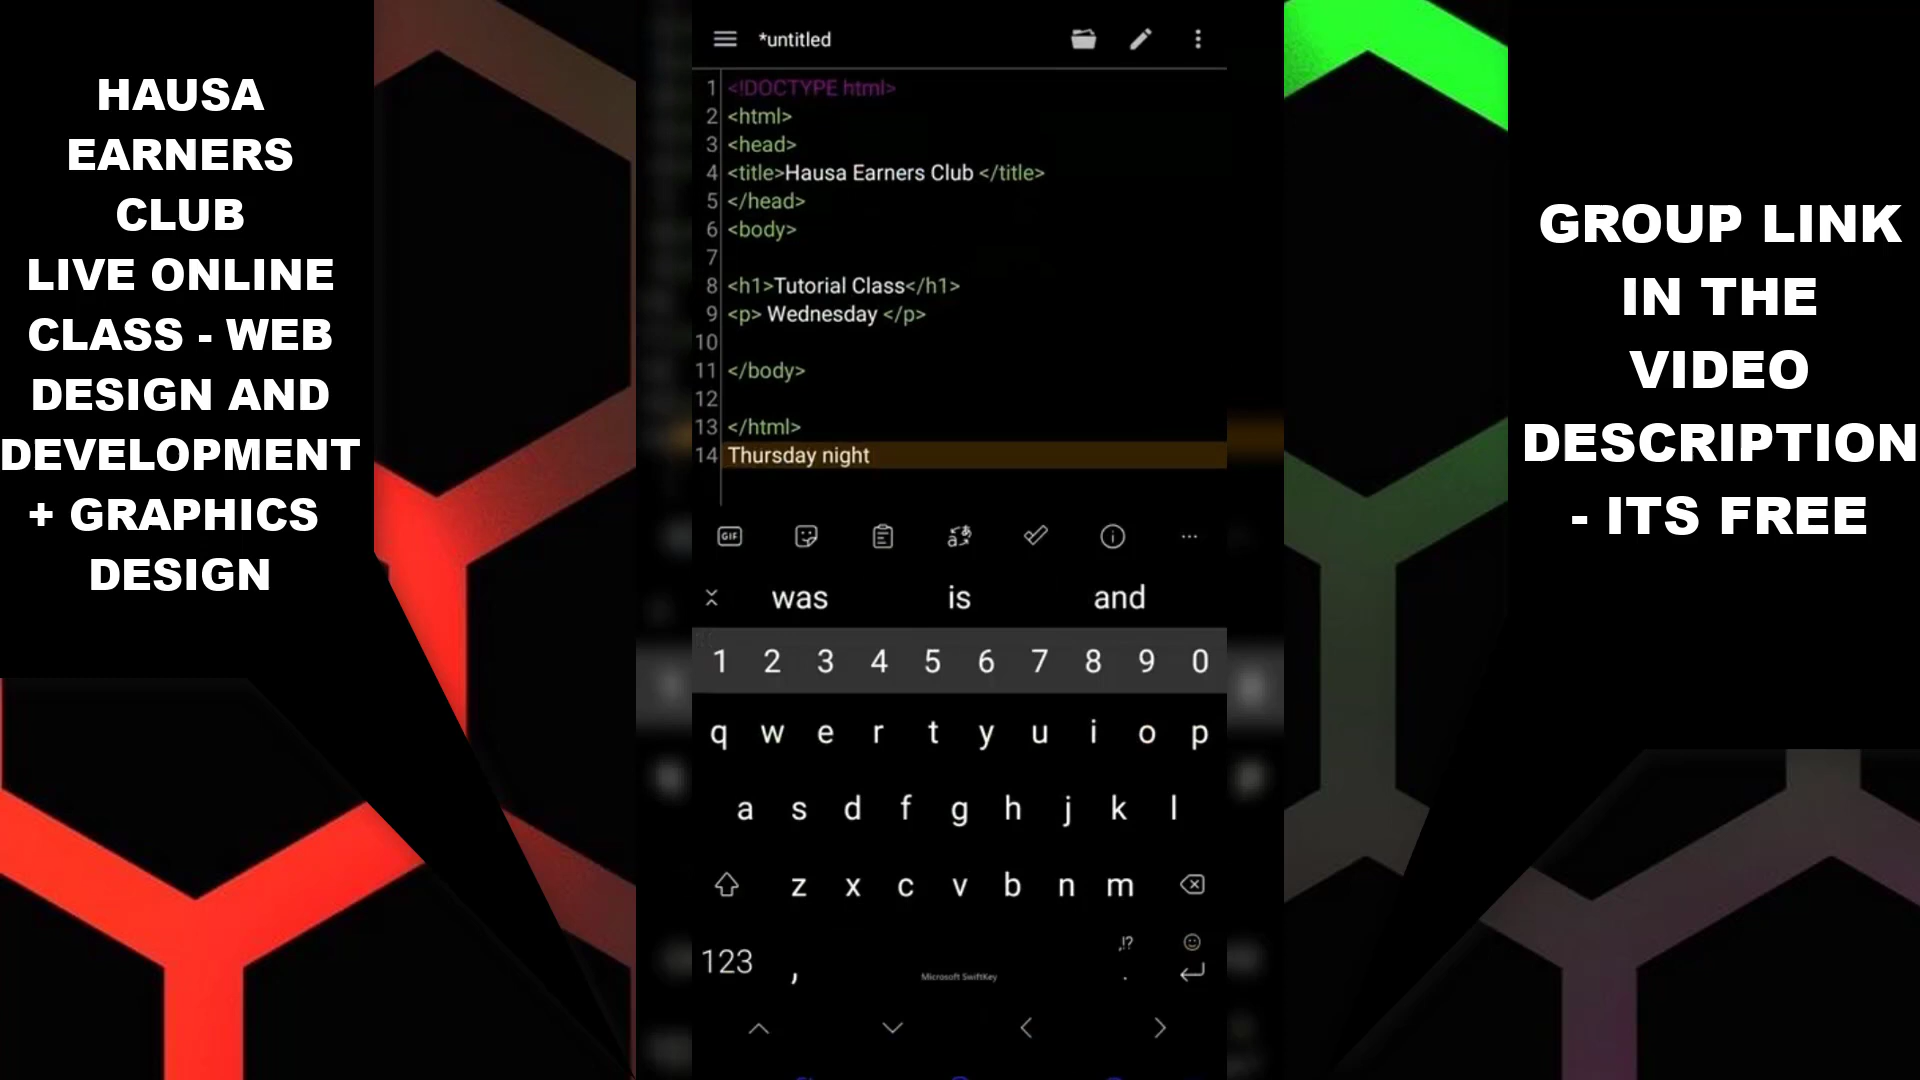 HAUSA
EARNERS
CLUB
LIVE ONLINE
CLASS - WEB
DESIGN AND
DEVELOPMENT
+ GRAPHICS
DESIGN
*untitled
1 <!DOCTYPE html>
2 <html>
3 <head>
4 <title>Hausa Earners Club </title>
5 </head>
6 <body>
7
8 <h1>Tutorial Class</h1>
9 <p> Wednesday </p>
10
11 </body>
12
13 </html>
14 Thursday night
GIF
was is and
1 2 3 4 5 6 7 8 9 0
q w e r t y u i o p
a s d f g h j k l
z x c v b n m
,!?
123 , .
Microsoft SwiftKey
GROUP LINK
IN THE
VIDEO
DESCRIPTION
- ITS FREE